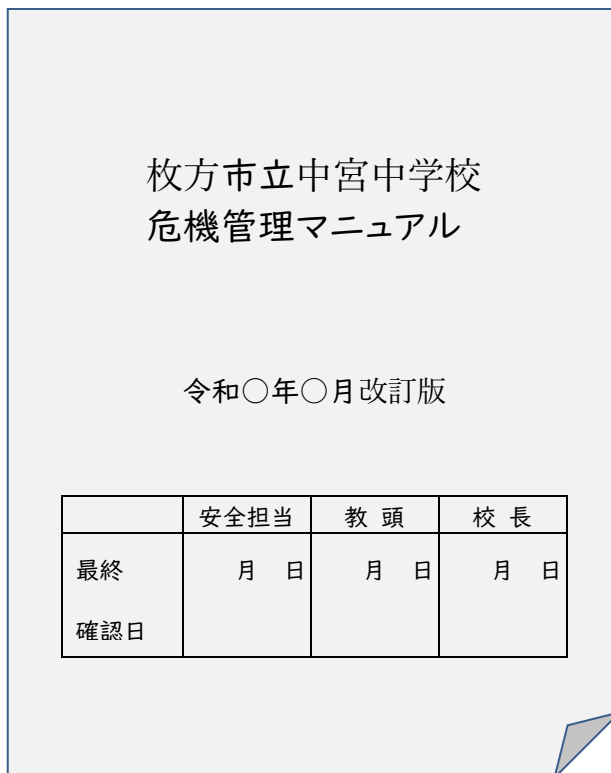 枚方市立中宮中学校
危機管理マニュアル
令和○年○月改訂版
安全担当 教 頭 校 長
最終 月 日 月 日 月 日
確認日